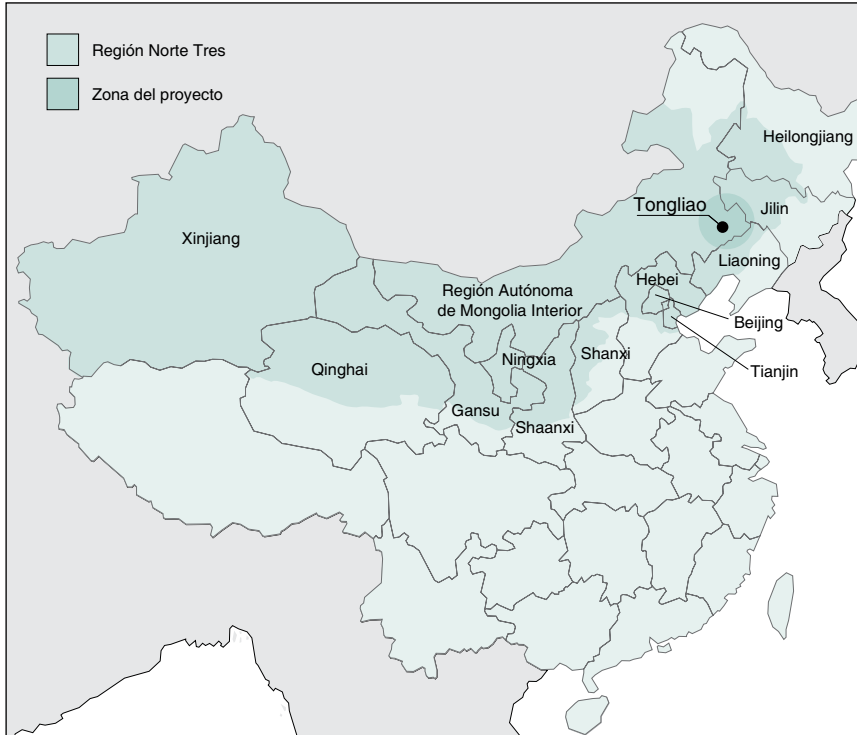 Región Norte Tres
Zona del proyecto
Heilongjiang
Tongliao
Jilin
Xinjiang
Liaoning
Hebei
Región Autónoma
de Mongolia Interior
Beijing
Ningxia
Shanxi
Qinghai
Tianjin
Gansu
Shaanxi